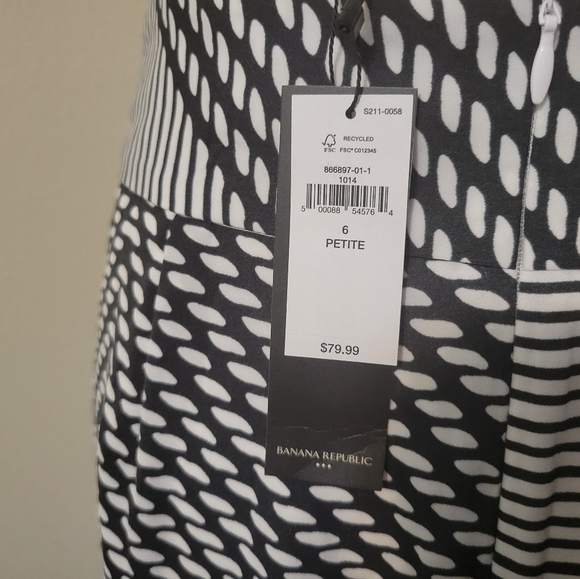 S211-0058
FSC
RECYCLED
FSC® C012345
866897-01-1
1014
5 00088 54576 4
6
PETITE
$79.99
BANANA REPUBLIC